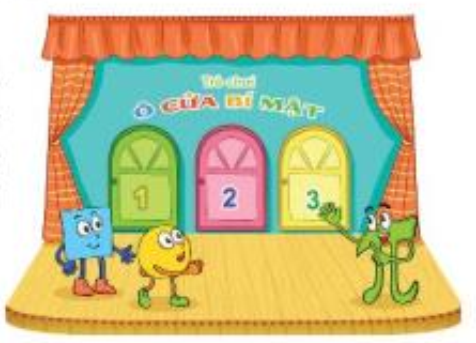 Trò chơi
Ô CỬA BÍ MẬT
1 2 3